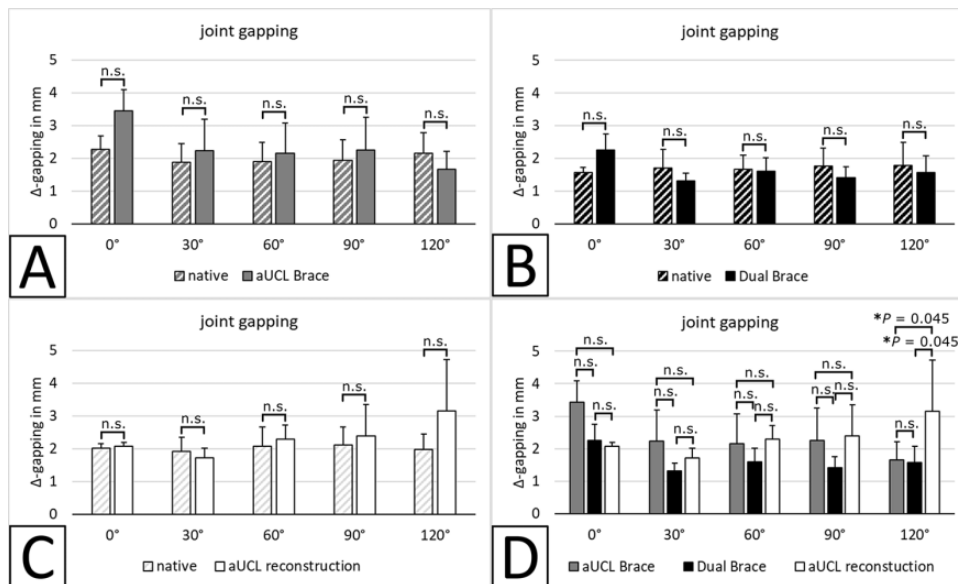 joint gapping
Δ-gapping in mm
5
4
3
2
1
0
n.s.
n.s.
n.s.
n.s.
n.s.
0°
30°
60°
90°
120°
native
aUCL Brace
A
joint gapping
Δ-gapping in mm
5
4
3
2
1
0
n.s.
n.s.
n.s.
n.s.
n.s.
0°
30°
60°
90°
120°
native
Dual Brace
B
joint gapping
Δ-gapping in mm
5
4
3
2
1
0
n.s.
n.s.
n.s.
n.s.
n.s.
0°
30°
60°
90°
120°
native
aUCL reconstruction
C
joint gapping
Δ-gapping in mm
5
4
3
2
1
0
n.s.
n.s.
n.s.
n.s.
n.s.
n.s.
n.s.
n.s.
n.s.
n.s.
n.s.
n.s.
*P = 0.045
*P = 0.045
n.s.
0°
30°
60°
90°
120°
aUCL Brace
Dual Brace
aUCL reconstruction
D